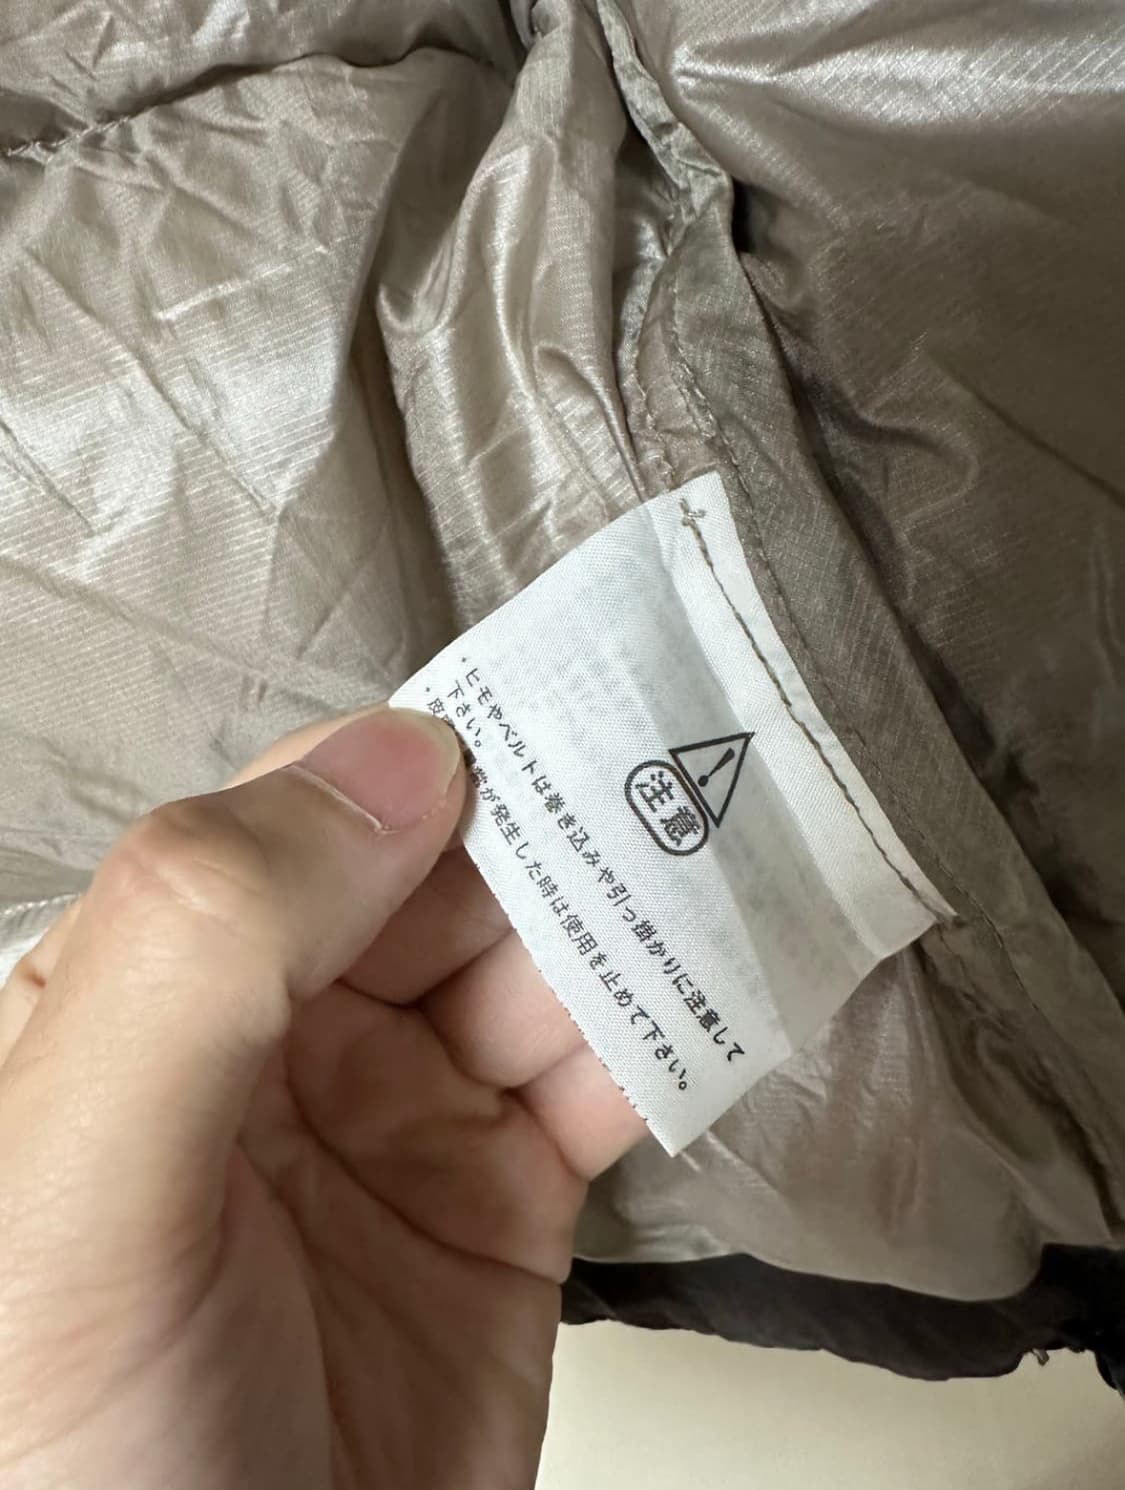 注意
・ヒモやベルトは巻き込みや引っ掛かりに注意して
下さい。
・皮 常が発生した時は使用を止めて下さい。